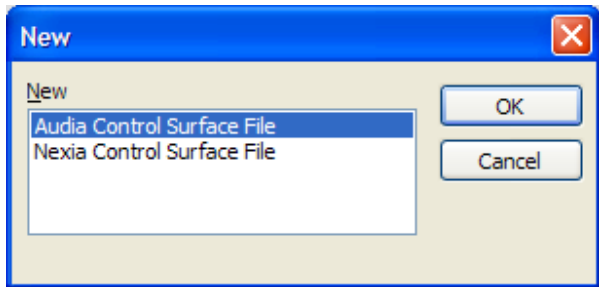 New
New
Audia Control Surface File
Nexia Control Surface File
OK
Cancel